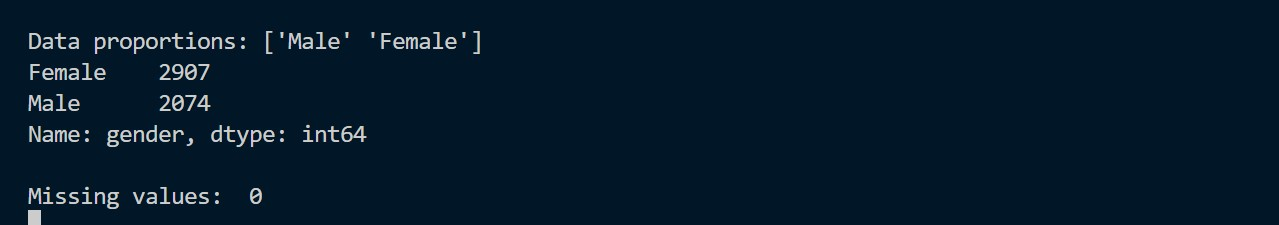 Data proportions: ['Male' 'Female']
Female    2907
Male      2074
Name: gender, dtype: int64
Missing values:  0